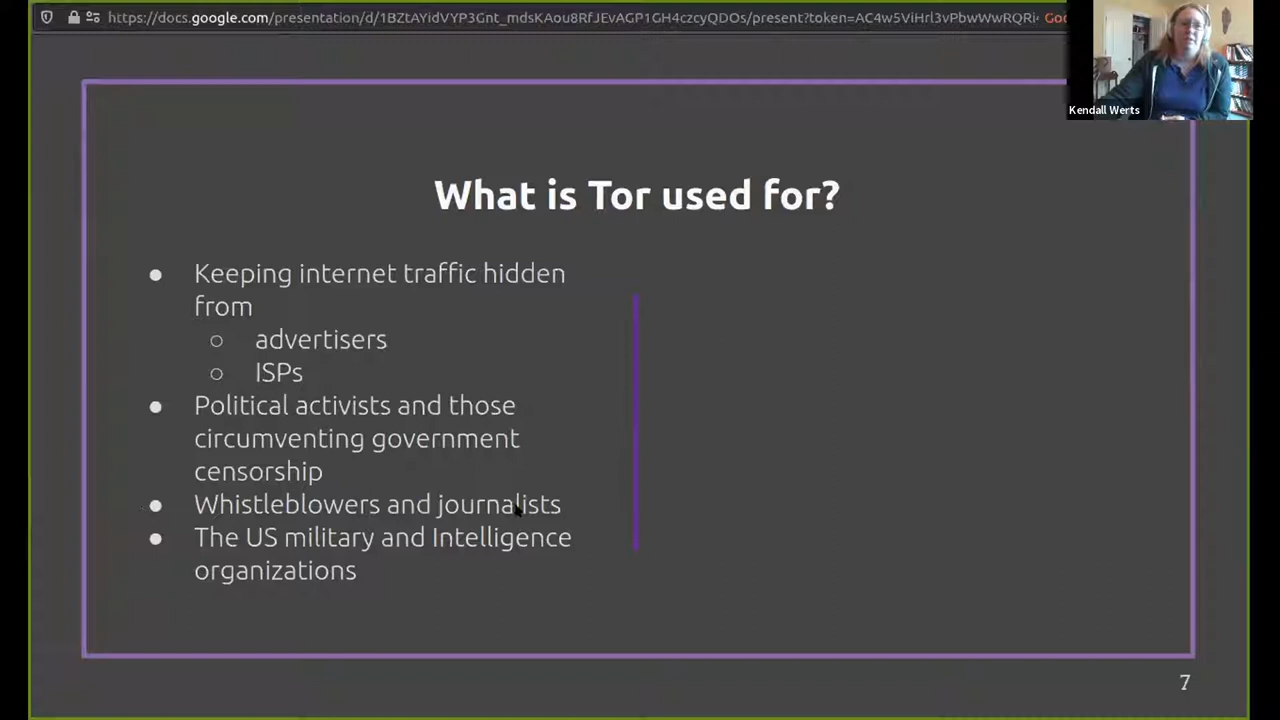 https://docs.google.com/presentation/d/1BZtAYidVYP3Gnt_mdsKAou8RfJEvAGP1GH4czcyQDOs/present?token=AC4w5ViHrl3vPbwWwRQRi
Kendall Werts
What is Tor used for?
● Keeping internet traffic hidden
from
○ advertisers
○ ISPs
● Political activists and those
circumventing government
censorship
● Whistleblowers and journalists
● The US military and Intelligence
organizations
7